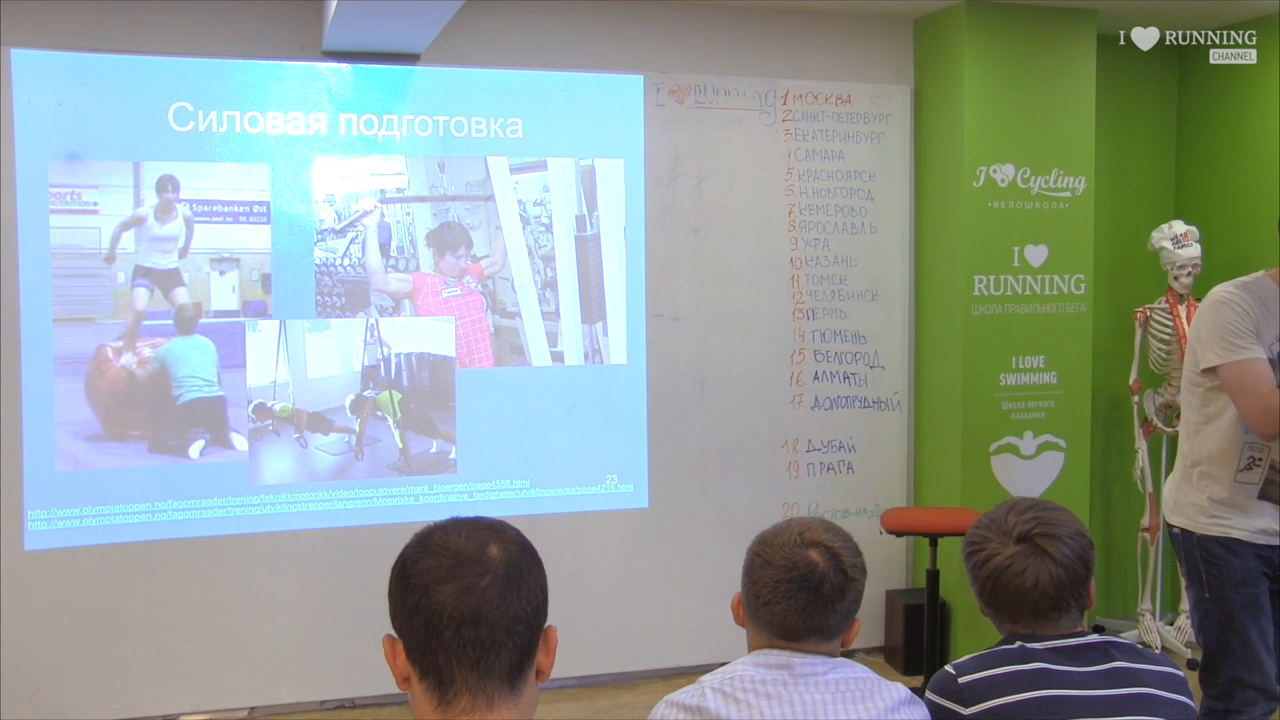 Силовая подготовка
Sparebanken Øst
23
http://www.olympiatoppen.no/fagomraader/trening/teknikkmotorikk/video/topputovere/marit_bjoergen/page4558.html
http://www.olympiatoppen.no/fagomraader/trening/utviklingstrapper/langrenn/Motoriske_koordinative_ferdigheter/utviklingsnivaa/page4216.html
I RUNNING
1 МОСКВА
2 САНКТ-ПЕТЕРБУРГ
3. ЕКАТЕРИНБУРГ
4 САМАРА
5 КРАСНОЯРСК
6. Н.НОВГОРОД
7 КЕМЕРОВО
8 ЯРОСЛАВЛЬ
9 УФА
10 КАЗАНЬ
11 ТОМСК
12 ЧЕЛЯБИНСК
13 ПЕРМЬ
14 ТЮМЕНЬ
15 БЕЛГОРОД
16. АЛМАТЫ
17 ДОЛГОПРУДНЫЙ
18 ДУБАЙ
19. ПРАГА
20
I RUNNING
CHANNEL
I Cycling
•ВЕЛОШКОЛА•
I
RUNNING
ШКОЛА ПРАВИЛЬНОГО БЕГА
I LOVE
SWIMMING
Школа легкого
плавания